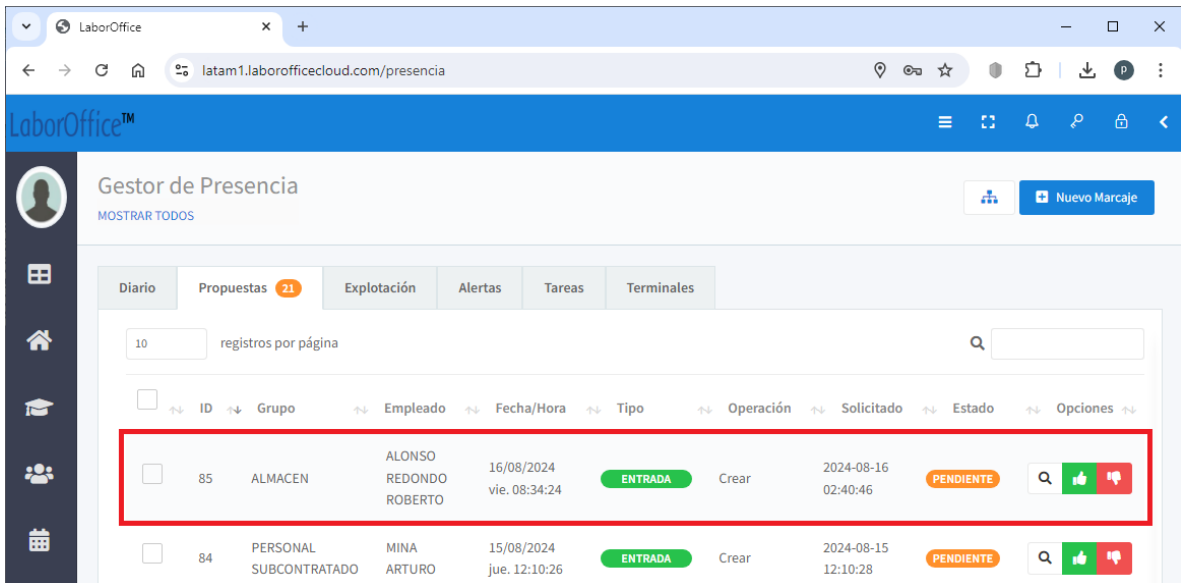 LaborOffice
latam1.laborofficecloud.com/presencia
P
LaborOffice™
Gestor de Presencia
MOSTRAR TODOS
Nuevo Marcaje
Diario Propuestas 21 Explotación Alertas Tareas Terminales
10 registros por página
ID Grupo Empleado Fecha/Hora Tipo Operación Solicitado Estado Opciones
85 ALMACEN ALONSO REDONDO ROBERTO 16/08/2024 vie. 08:34:24 ENTRADA Crear 2024-08-16 02:40:46 PENDIENTE
84 PERSONAL SUBCONTRATADO MINA ARTURO 15/08/2024 jue. 12:10:26 ENTRADA Crear 2024-08-15 12:10:28 PENDIENTE